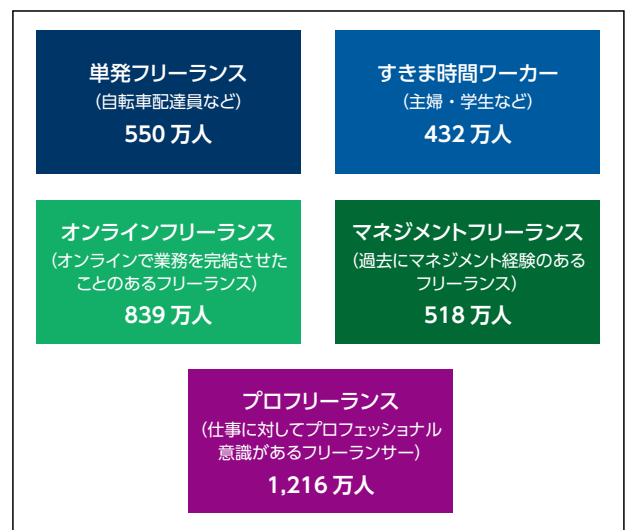 単発フリーランス
（自転車配達員など）
550 万人
すきま時間ワーカー
（主婦・学生など）
432 万人
オンラインフリーランス
（オンラインで業務を完結させた
ことのあるフリーランス）
839 万人
マネジメントフリーランス
（過去にマネジメント経験のある
フリーランス）
518 万人
プロフリーランス
（仕事に対してプロフェッショナル
意識があるフリーランサー）
1,216 万人